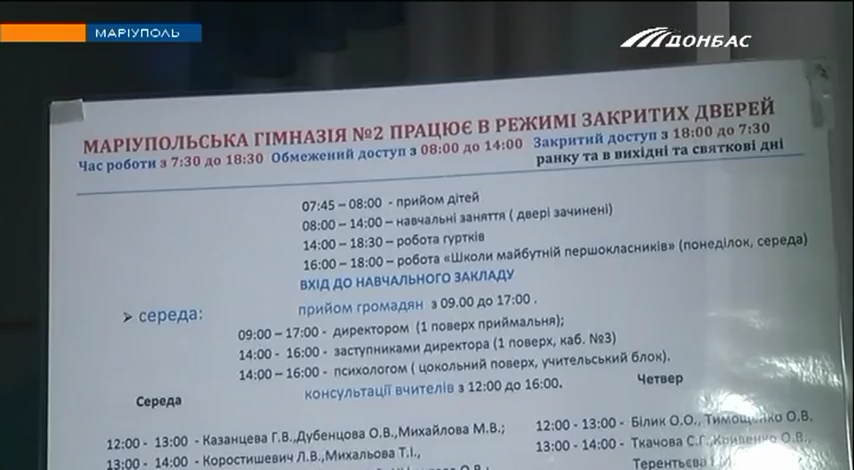 МАРІУПОЛЬ
ДОНБАС
МАРІУПОЛЬСЬКА ГІМНАЗІЯ №2 ПРАЦЮЄ В РЕЖИМІ ЗАКРИТИХ ДВЕРЕЙ
Час роботи з 7:30 до 18:30 Обмежений доступ з 08:00 до 14:00 Закритий доступ з 18:00 до 7:30
ранку та в вихідні та святкові дні
07:45 – 08:00 - прийом дітей
08:00 – 14:00 – навчальні заняття ( двері зачинені)
14:00 – 18:30 – робота гуртків
16:00 – 18:00 – робота «Школи майбутній першокласників» (понеділок, середа)
ВХІД ДО НАВЧАЛЬНОГО ЗАКЛАДУ
➢ середа: прийом громадян з 09.00 до 17:00 .
09:00 – 17:00 - директором (1 поверх приймальня);
14:00 - 16:00 - заступниками директора (1 поверх, каб. №3)
14:00 – 16:00 - психологом ( цокольний поверх, учительський блок).
консультації вчителів з 12:00 до 16:00.
Середа Четвер
12:00 - 13:00 - Казанцева Г.В.,Дубенцова О.В.,Михайлова М.В.; 12:00 - 13:00 - Білик О.О., Тимощенко О.В.
13:00 - 14:00 - Коростишевич Л.В.,Михальова Т.І., 13:00 - 14:00 - Ткачова С.Г.,Кривенко О.В.,
Терентьєва